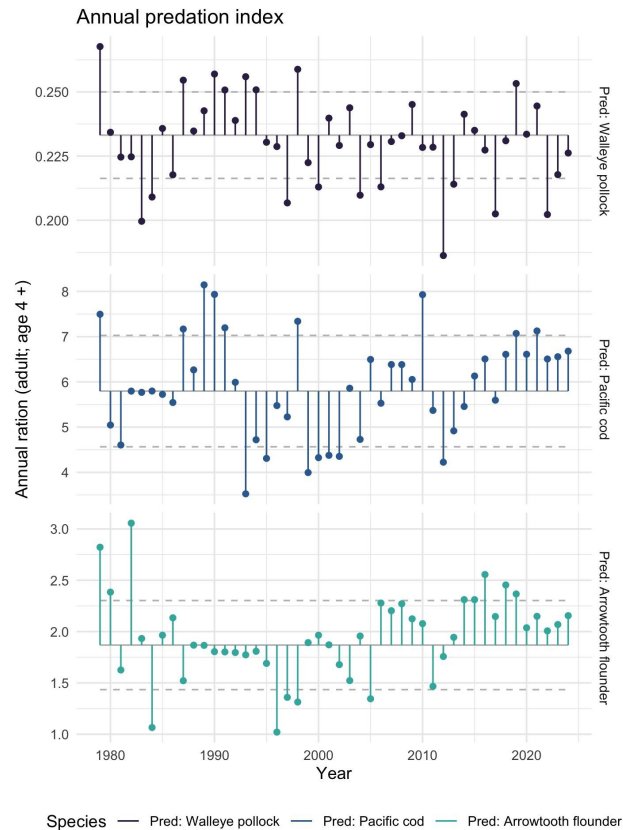 Annual predation index
0.250
0.225
0.200
Pred: Walleye pollock
8
7
6
5
4
Pred: Pacific cod
3.0
2.5
2.0
1.5
1.0
Pred: Arrowtooth flounder
Annual ration (adult; age 4 +)
1980 1990 2000 2010 2020
Year
Species Pred: Walleye pollock Pred: Pacific cod Pred: Arrowtooth flounder